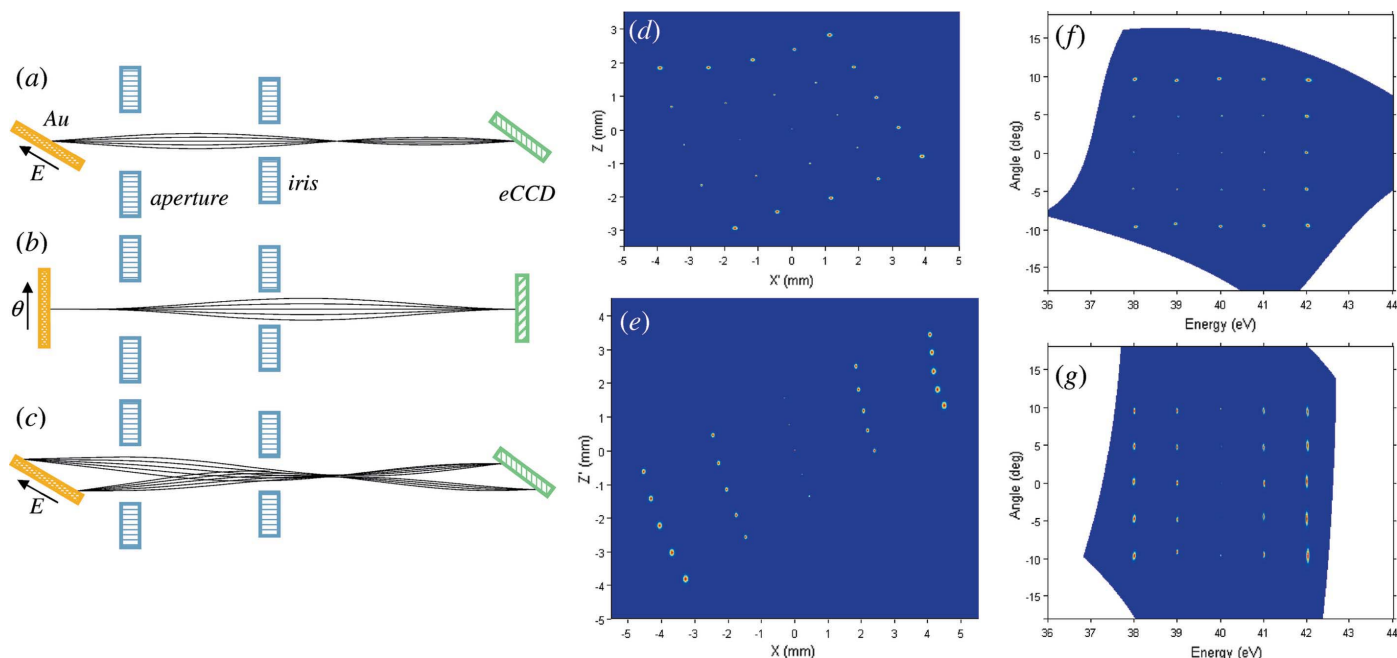 (a)
Au
E
aperture
iris
eCCD
(b)
θ
(c)
E
(d)
3
2
1
0
-1
-2
-3
Z (mm)
-5 -4 -3 -2 -1 0 1 2 3 4 5
X' (mm)
(e)
4
3
2
1
0
-1
-2
-3
-4
-5
Z' (mm)
-5 -4 -3 -2 -1 0 1 2 3 4 5
X (mm)
(f)
15
10
5
0
-5
-10
-15
Angle (deg)
36 37 38 39 40 41 42 43 44
Energy (eV)
(g)
15
10
5
0
-5
-10
-15
Angle (deg)
36 37 38 39 40 41 42 43 44
Energy (eV)